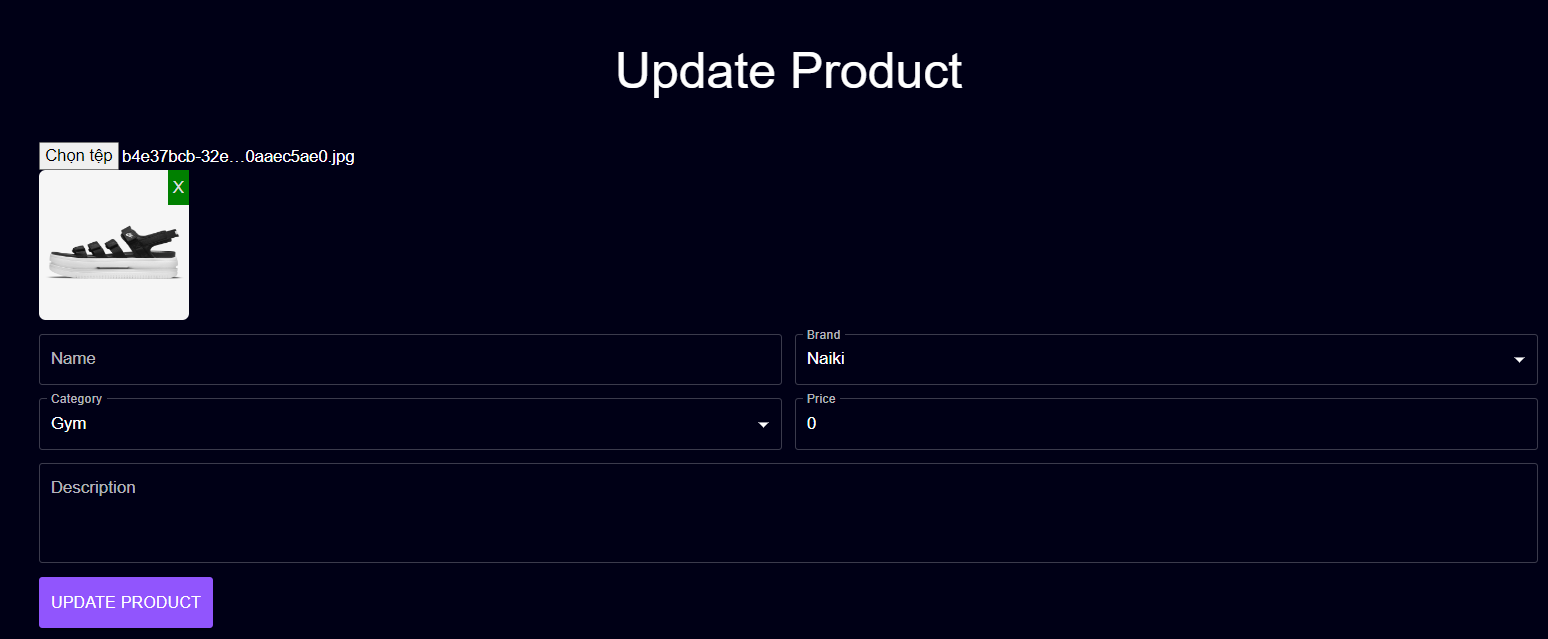 Update Product
Chọn tệp b4e37bcb-32e…0aaec5ae0.jpg
X
Name
Brand
Naiki
Category
Gym
Price
0
Description
UPDATE PRODUCT